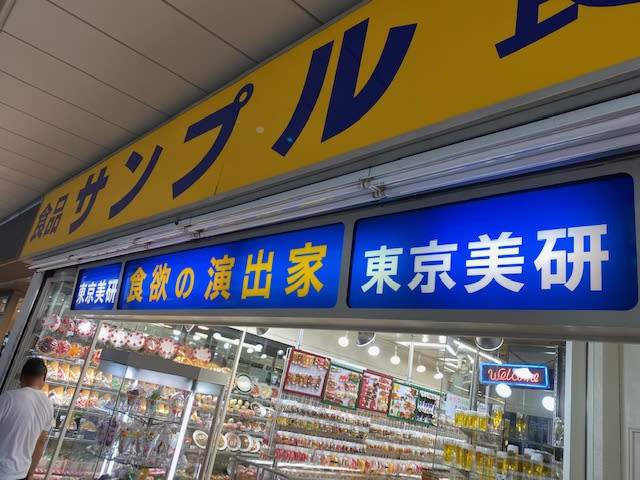 食品サンプル 食
東京美研
食欲の演出家
東京美研
Welcome